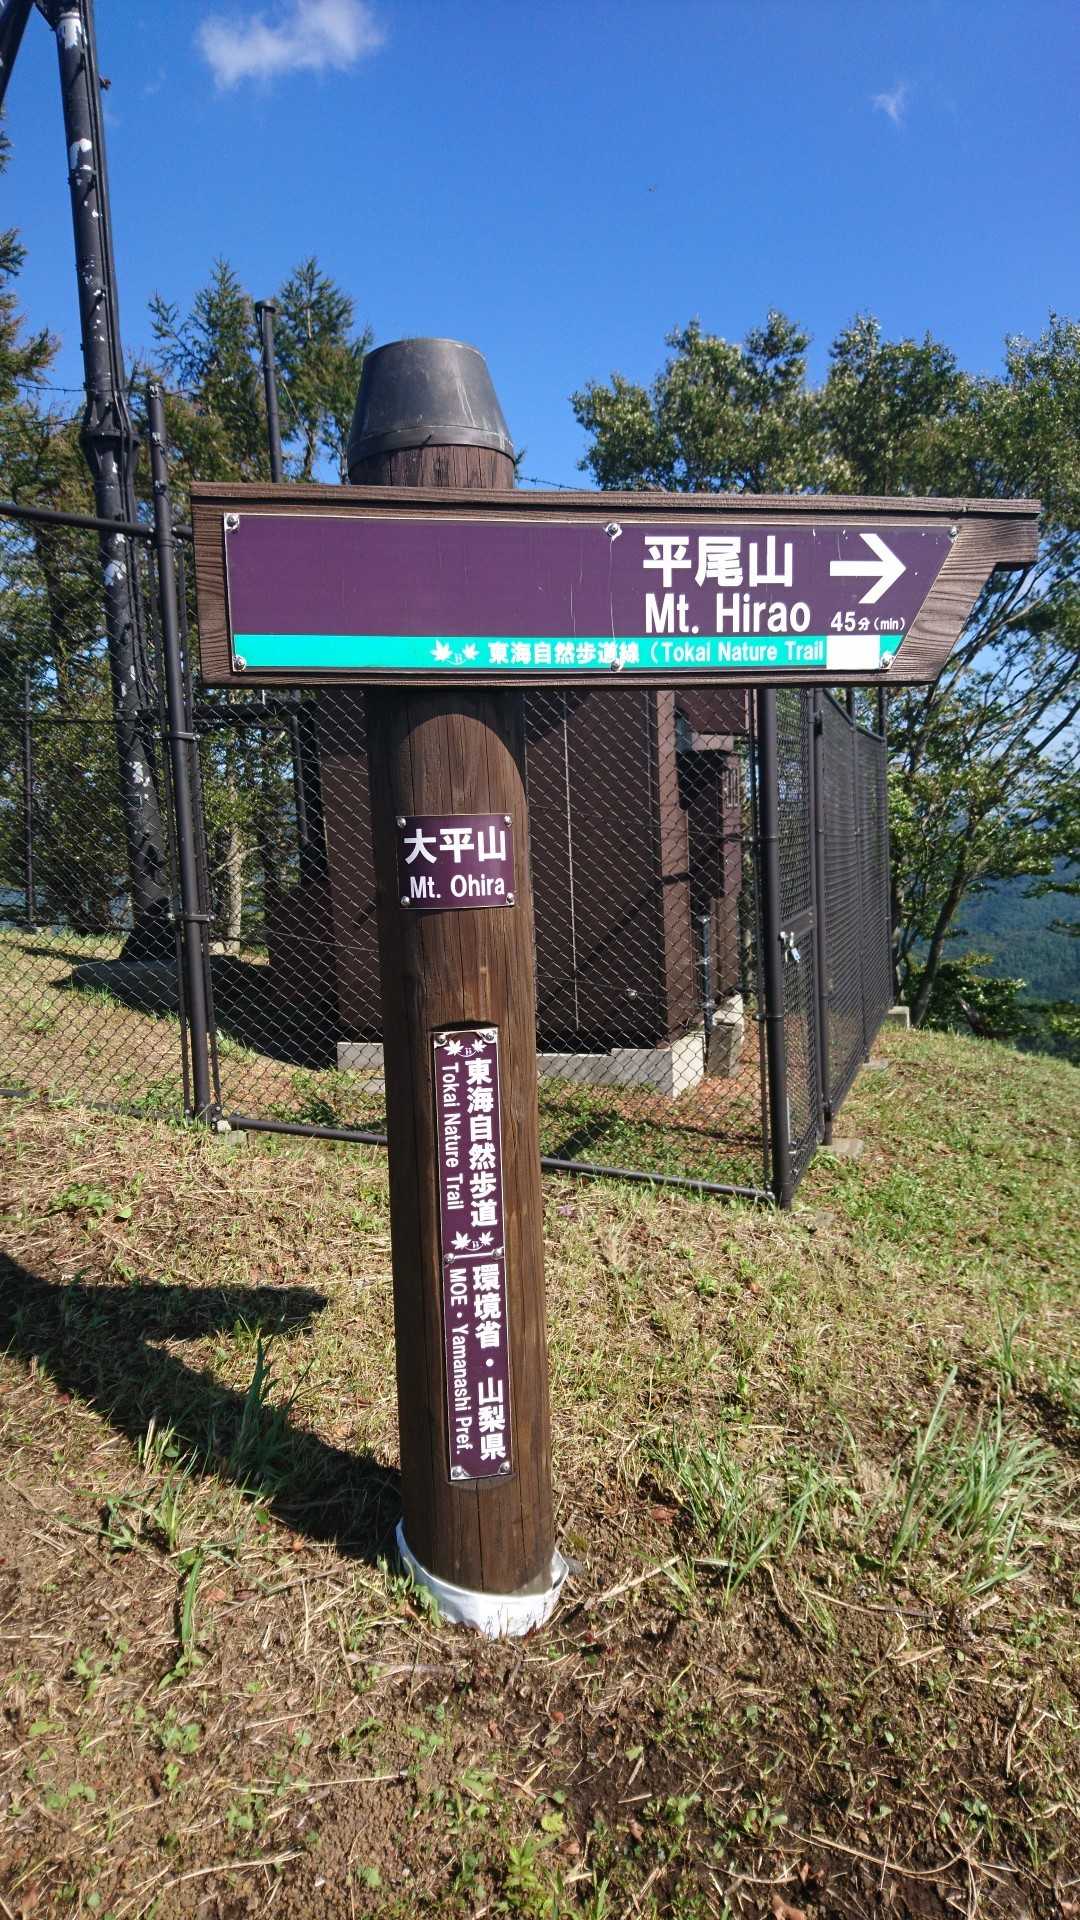 平尾山
Mt. Hirao
45分(min)
東海自然歩道線 (Tokai Nature Trail
大平山
Mt. Ohira
東海自然歩道
Tokai Nature Trail
環境省・山梨県
MOE・Yamanashi Pref.